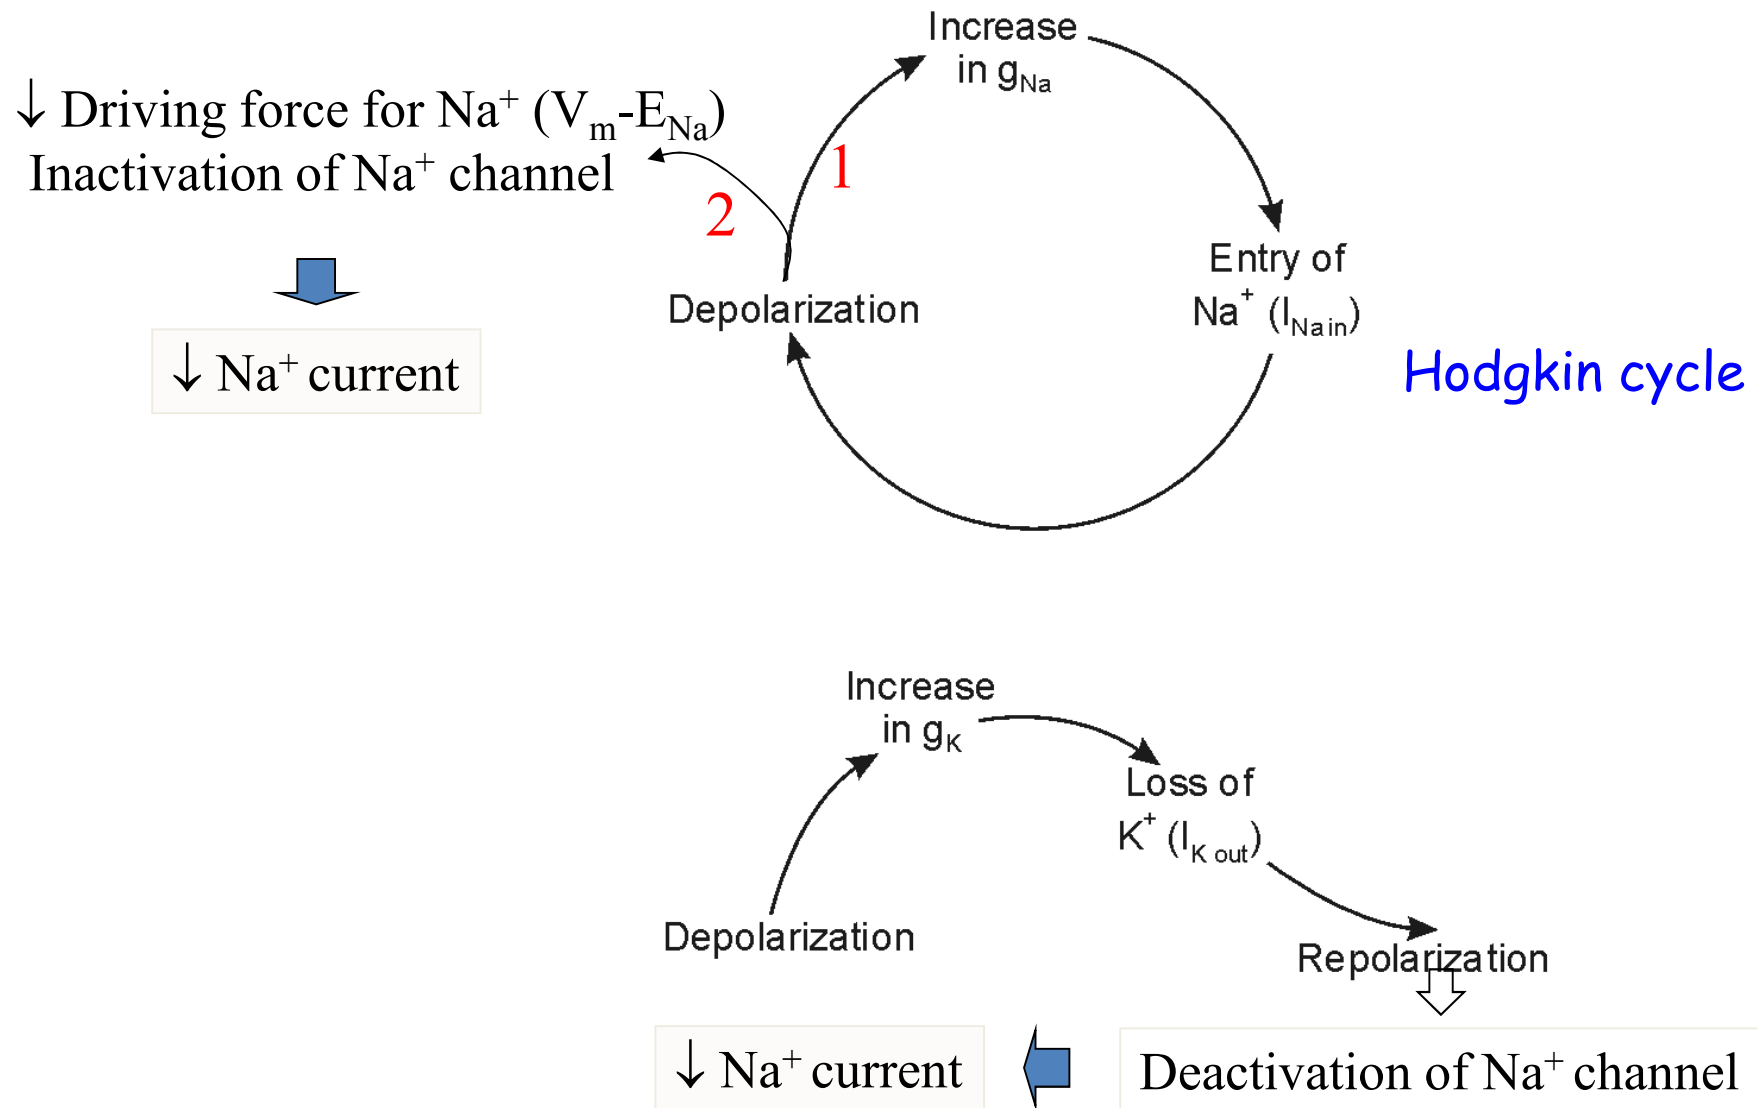 Increase
in gNa
↓ Driving force for Na+ (Vm-ENa)
Inactivation of Na+ channel
1
2
Entry of
Na+ (INa in)
Depolarization
↓ Na+ current
Hodgkin cycle
Increase
in gK
Loss of
K+ (IK out)
Depolarization
Repolarization
↓ Na+ current
Deactivation of Na+ channel